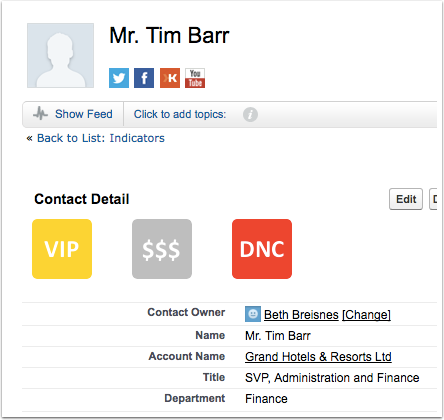 Mr. Tim Barr
You
Tube
Show Feed Click to add topics:
« Back to List: Indicators
Contact Detail Edit
VIP $$$ DNC
Contact Owner Beth Breisnes [Change]
Name Mr. Tim Barr
Account Name Grand Hotels & Resorts Ltd
Title SVP, Administration and Finance
Department Finance